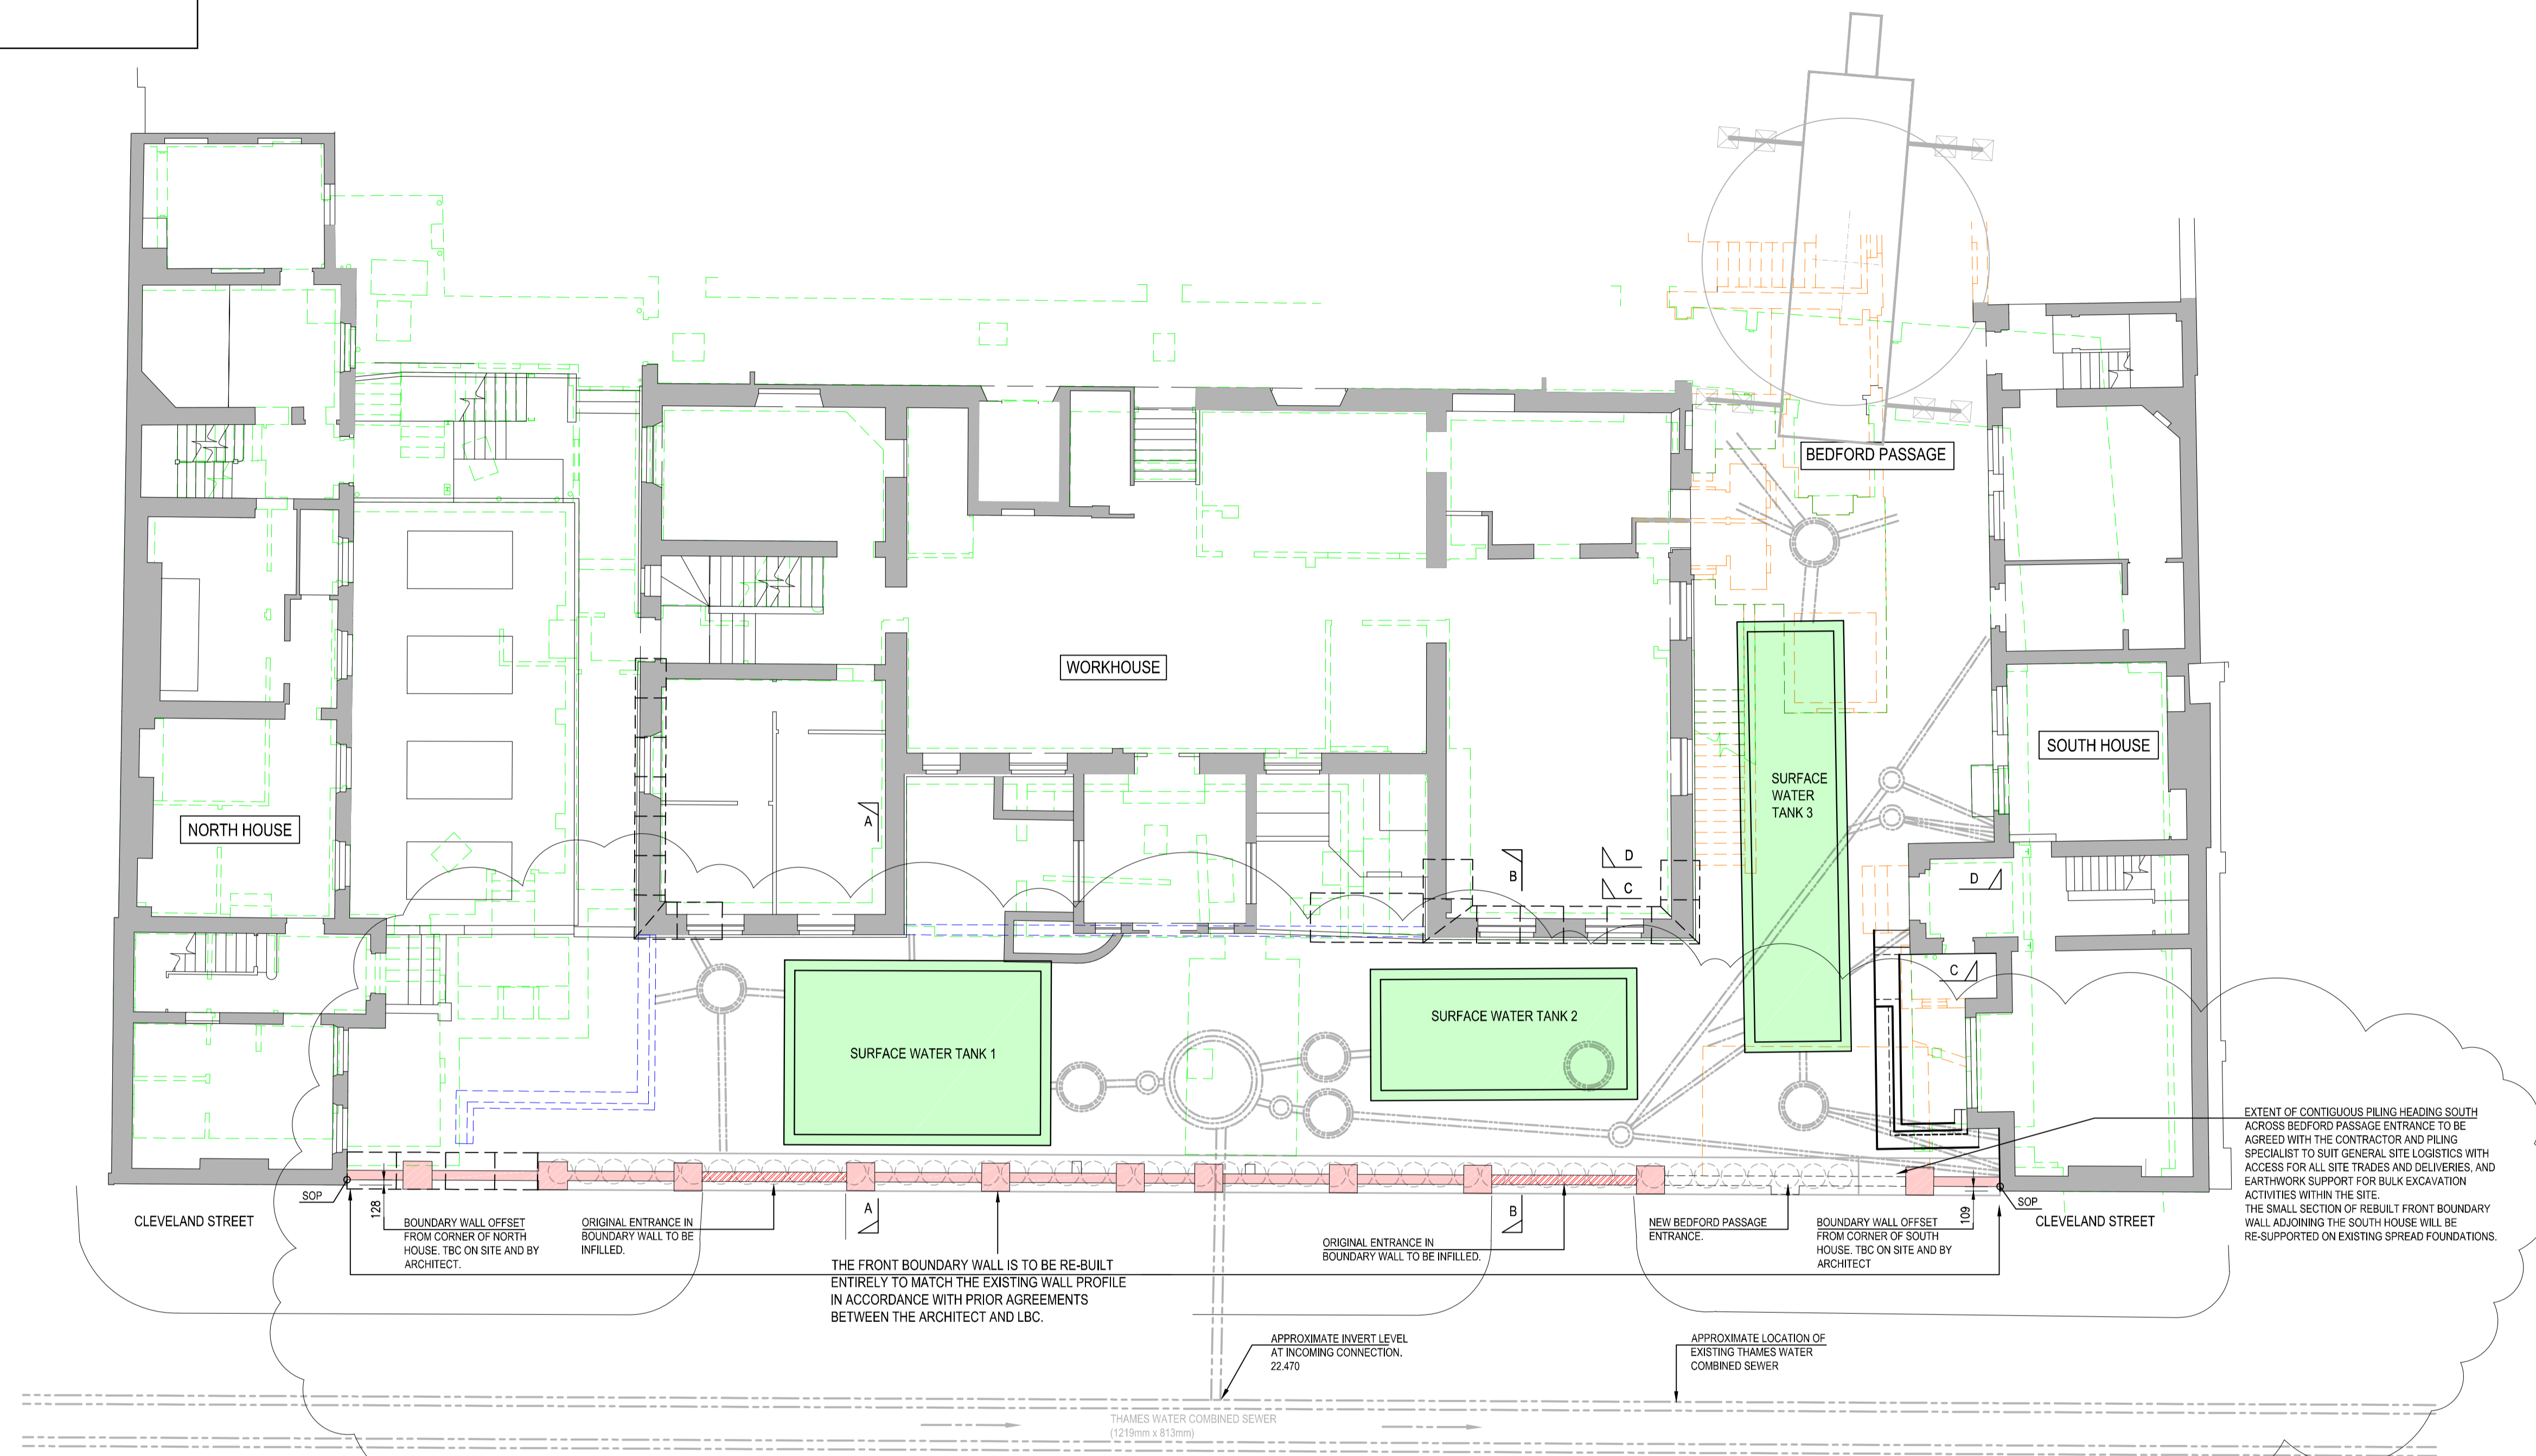 BEDFORD PASSAGE
WORKHOUSE
SOUTH HOUSE
SURFACE
WATER
TANK 3
NORTH HOUSE
A
B
D
C
D
C
SURFACE WATER TANK 1
SURFACE WATER TANK 2
EXTENT OF CONTIGUOUS PILING HEADING SOUTH
ACROSS BEDFORD PASSAGE ENTRANCE TO BE
AGREED WITH THE CONTRACTOR AND PILING
SPECIALIST TO SUIT GENERAL SITE LOGISTICS WITH
ACCESS FOR ALL SITE TRADES AND DELIVERIES, AND
EARTHWORK SUPPORT FOR BULK EXCAVATION
ACTIVITIES WITHIN THE SITE.
THE SMALL SECTION OF REBUILT FRONT BOUNDARY
WALL ADJOINING THE SOUTH HOUSE WILL BE
RE-SUPPORTED ON EXISTING SPREAD FOUNDATIONS.
SOP
128
SOP
109
CLEVELAND STREET
BOUNDARY WALL OFFSET
FROM CORNER OF NORTH
HOUSE. TBC ON SITE AND BY
ARCHITECT.
ORIGINAL ENTRANCE IN
BOUNDARY WALL TO BE
INFILLED.
A
THE FRONT BOUNDARY WALL IS TO BE RE-BUILT
ENTIRELY TO MATCH THE EXISTING WALL PROFILE
IN ACCORDANCE WITH PRIOR AGREEMENTS
BETWEEN THE ARCHITECT AND LBC.
ORIGINAL ENTRANCE IN
BOUNDARY WALL TO BE INFILLED.
B
NEW BEDFORD PASSAGE
ENTRANCE.
BOUNDARY WALL OFFSET
FROM CORNER OF SOUTH
HOUSE. TBC ON SITE AND BY
ARCHITECT
CLEVELAND STREET
APPROXIMATE INVERT LEVEL
AT INCOMING CONNECTION.
22.470
APPROXIMATE LOCATION OF
EXISTING THAMES WATER
COMBINED SEWER
THAMES WATER COMBINED SEWER
(1219mm x 813mm)